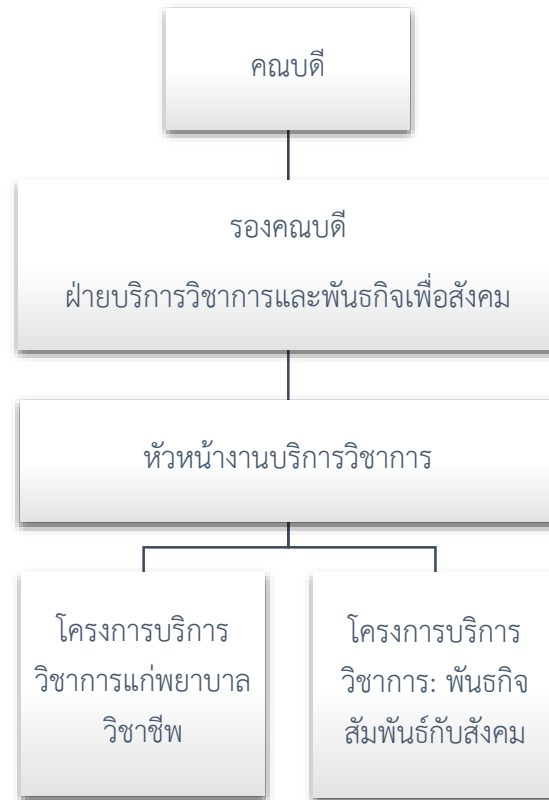 คณบดี
รองคณบดี
ฝ่ายบริการวิชาการและพันธกิจเพื่อสังคม
หัวหน้างานบริการวิชาการ
โครงการบริการ
วิชาการแก่พยาบาล
วิชาชีพ
โครงการบริการ
วิชาการ: พันธกิจ
สัมพันธ์กับสังคม